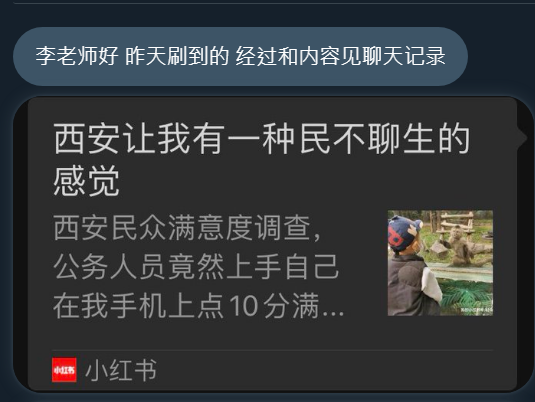 李老师好 昨天刷到的 经过和内容见聊天记录
西安让我有一种民不聊生的
感觉
西安民众满意度调查，
公务人员竟然上手自己
在我手机上点10分满...
小红书
小红书